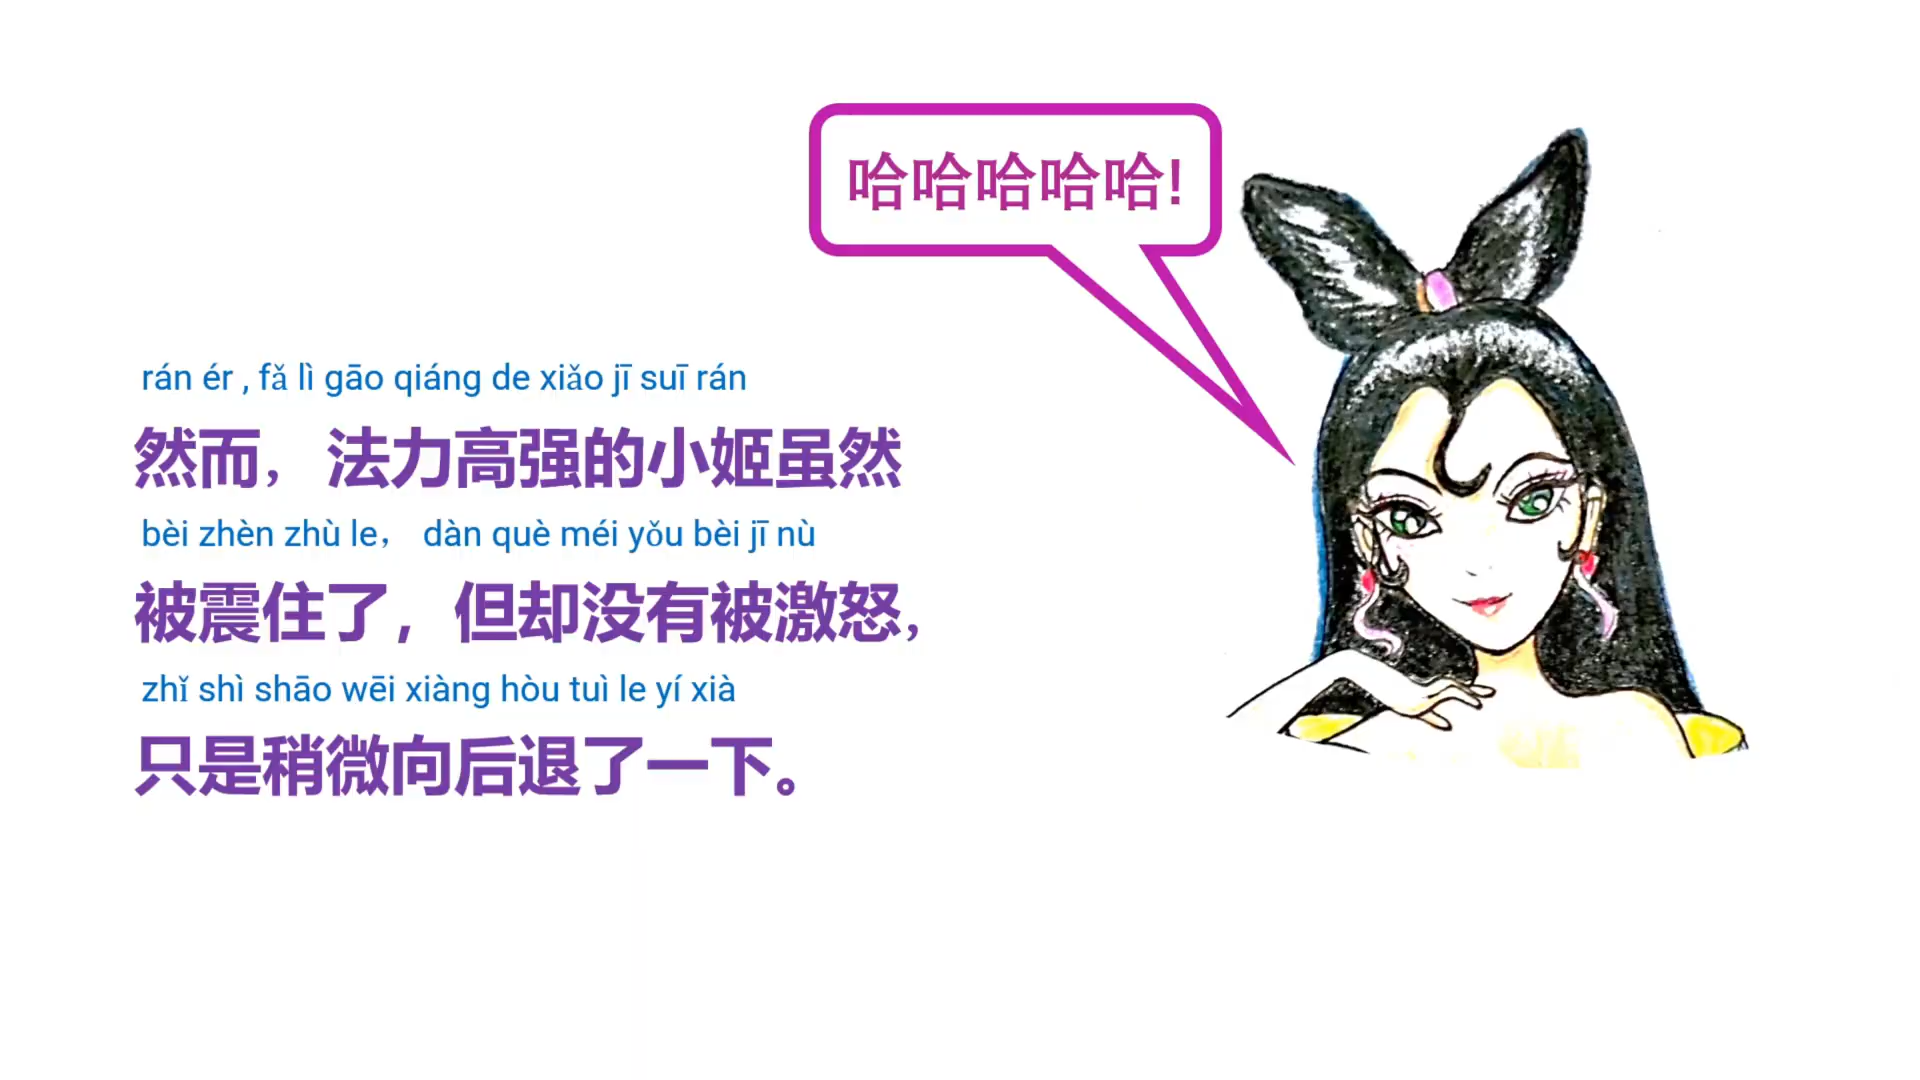 哈哈哈哈哈!
rán ér , fǎ lì gāo qiáng de xiǎo jī suī rán
然而，法力高强的小姬虽然
bèi zhèn zhù le， dàn què méi yǒu bèi jī nù
被震住了，但却没有被激怒，
zhǐ shì shāo wēi xiàng hòu tuì le yí xià
只是稍微向后退了一下。